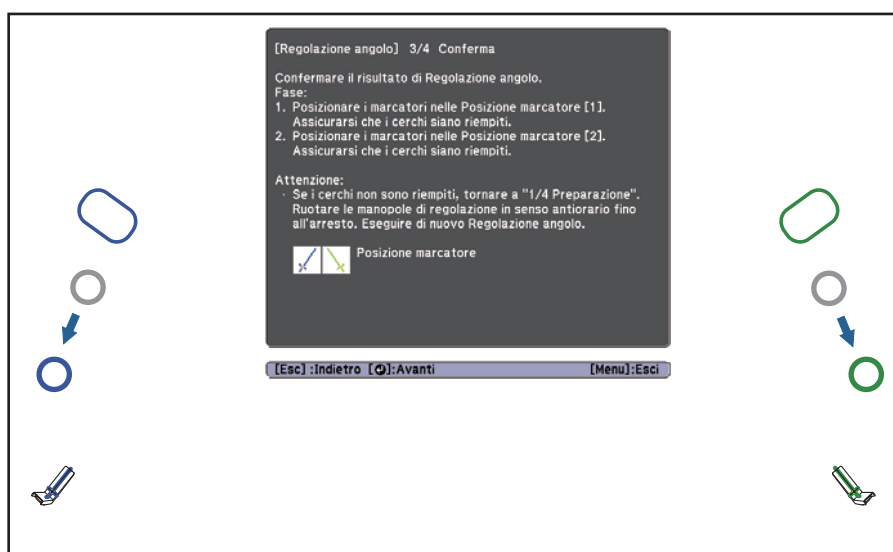 [Regolazione angolo] 3/4 Conferma
Confermare il risultato di Regolazione angolo.
Fase:
1. Posizionare i marcatori nelle Posizione marcatore [1].
Assicurarsi che i cerchi siano riempiti.
2. Posizionare i marcatori nelle Posizione marcatore [2].
Assicurarsi che i cerchi siano riempiti.
Attenzione:
· Se i cerchi non sono riempiti, tornare a "1/4 Preparazione".
Ruotare le manopole di regolazione in senso antiorario fino
all'arresto. Eseguire di nuovo Regolazione angolo.
Posizione marcatore
[Esc] :Indietro [⏎]:Avanti [Menu]:Esci